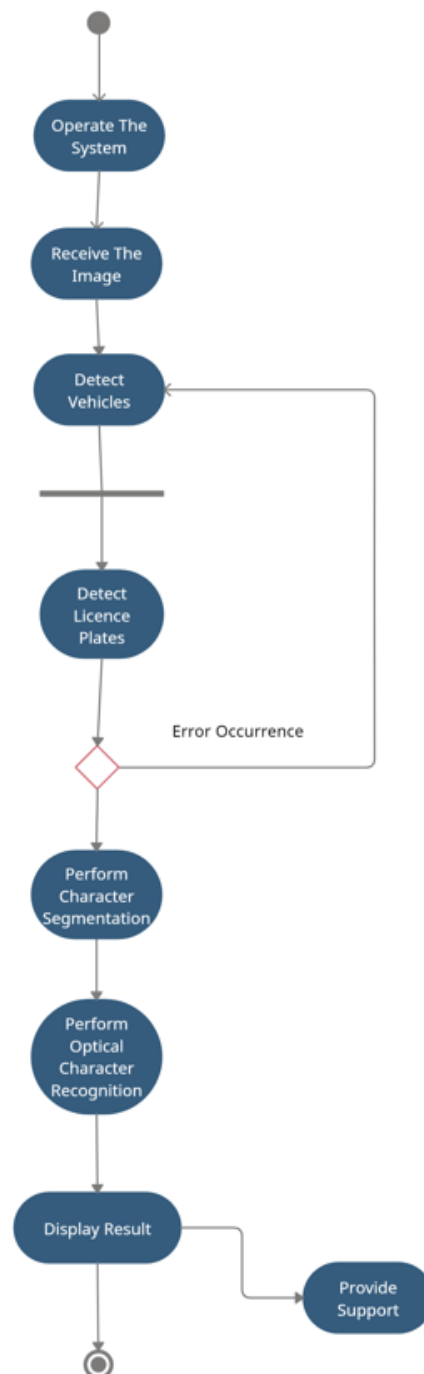 Operate The
System
Receive The
Image
Detect
Vehicles
Detect
Licence
Plates
Error Occurrence
Perform
Character
Segmentation
Perform
Optical
Character
Recognition
Display Result
Provide
Support